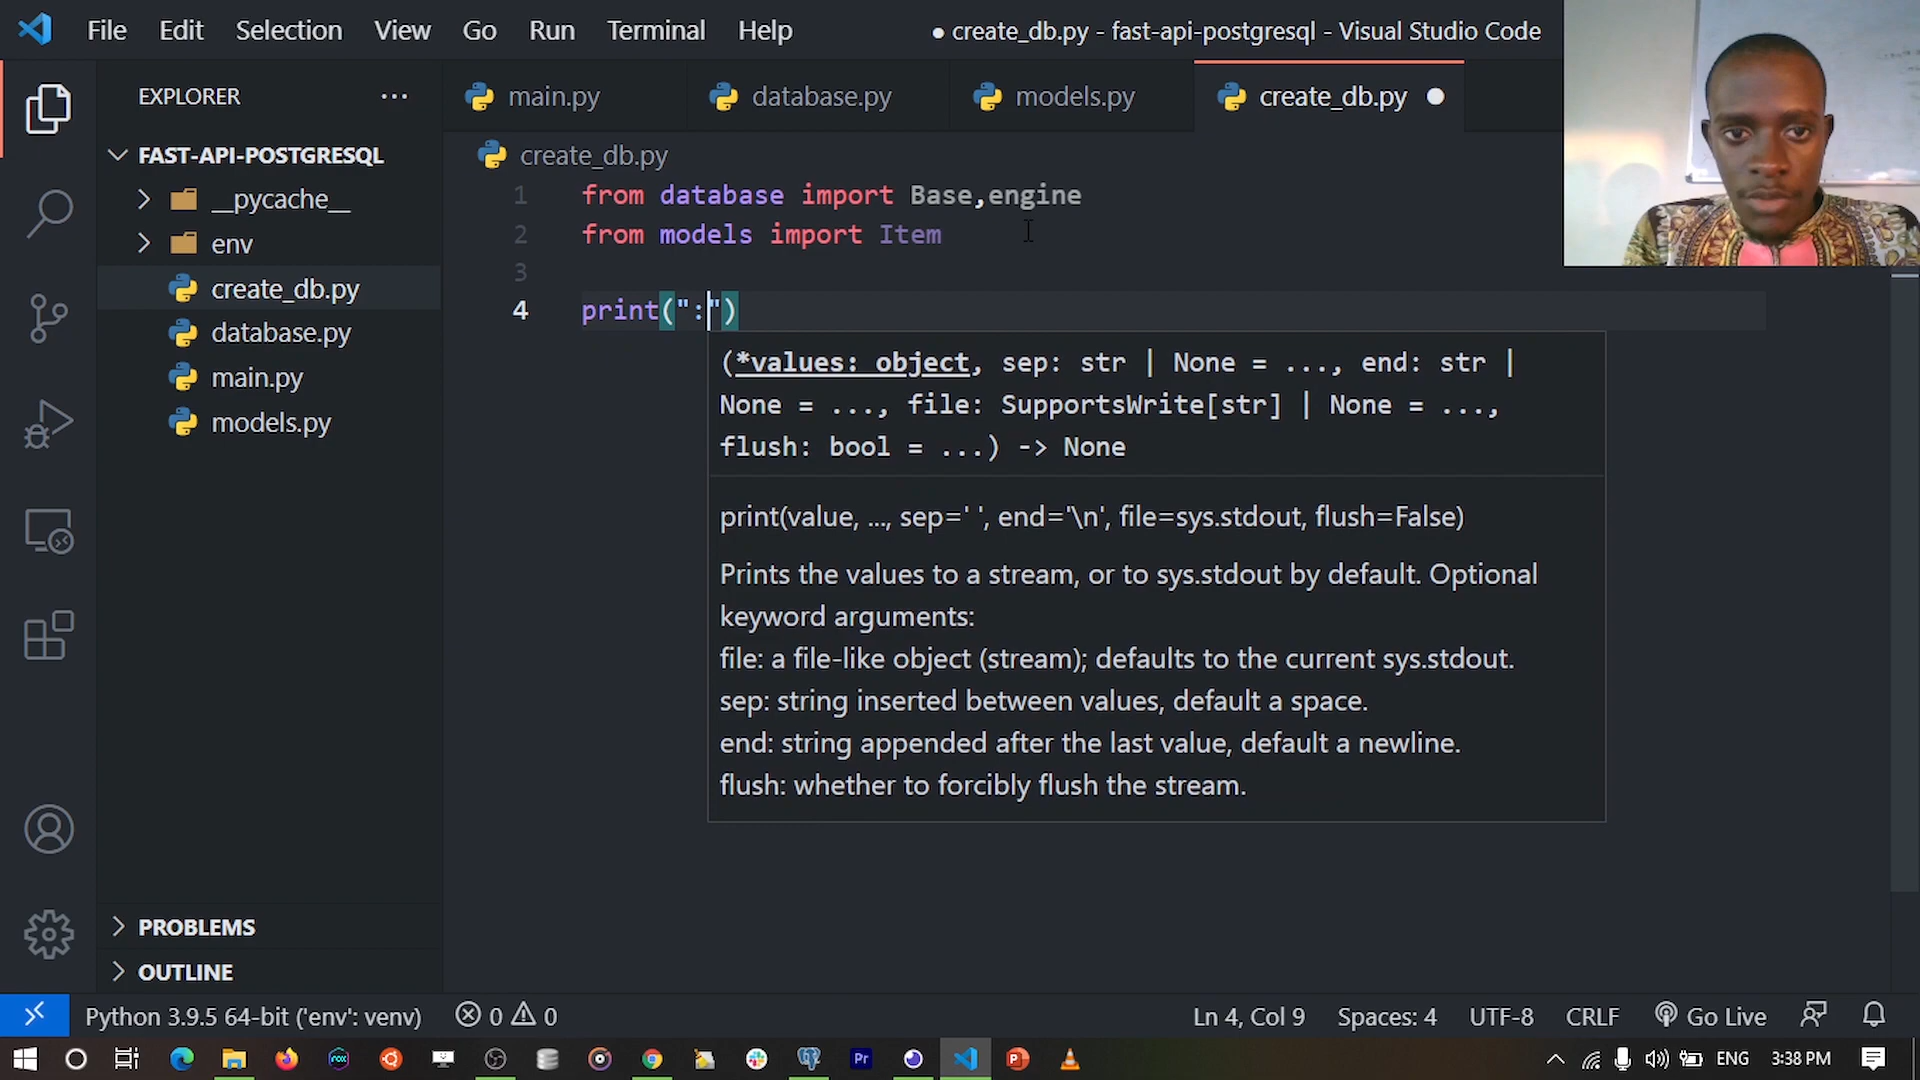 File Edit Selection View Go Run Terminal Help
● create_db.py - fast-api-postgresql - Visual Studio Code
EXPLORER ...
main.py
database.py
models.py
create_db.py
FAST-API-POSTGRESQL
__pycache__
env
create_db.py
database.py
main.py
models.py
PROBLEMS
OUTLINE
create_db.py
1 from database import Base,engine
2 from models import Item
3
4 print(":")
(*values: object, sep: str | None = ..., end: str |
None = ..., file: SupportsWrite[str] | None = ...,
flush: bool = ...) -> None
print(value, ..., sep=' ', end='\n', file=sys.stdout, flush=False)
Prints the values to a stream, or to sys.stdout by default. Optional
keyword arguments:
file: a file-like object (stream); defaults to the current sys.stdout.
sep: string inserted between values, default a space.
end: string appended after the last value, default a newline.
flush: whether to forcibly flush the stream.
Python 3.9.5 64-bit ('env': venv) 0 0
Ln 4, Col 9 Spaces: 4 UTF-8 CRLF Go Live
ENG 3:38 PM